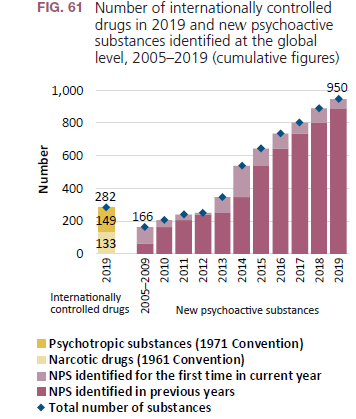 FIG. 61 Number of internationally controlled
drugs in 2019 and new psychoactive
substances identified at the global
level, 2005–2019 (cumulative figures)
Number
1,000
800
600
400
200
0
282
149
133
166
950
2019
2005–2009
2010
2011
2012
2013
2014
2015
2016
2017
2018
2019
Internationally
controlled drugs
New psychoactive substances
Psychotropic substances (1971 Convention)
Narcotic drugs (1961 Convention)
NPS identified for the first time in current year
NPS identified in previous years
Total number of substances